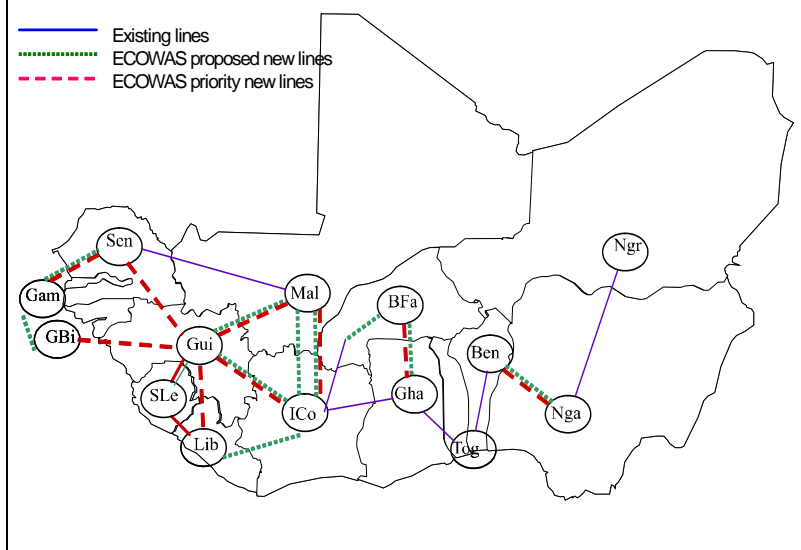 Existing lines
ECOWAS proposed new lines
ECOWAS priority new lines
Sen
Ngr
Gam
Mal
BFa
GBi
Gui
Ben
SLe
Gha
ICo
Nga
Lib
Tog